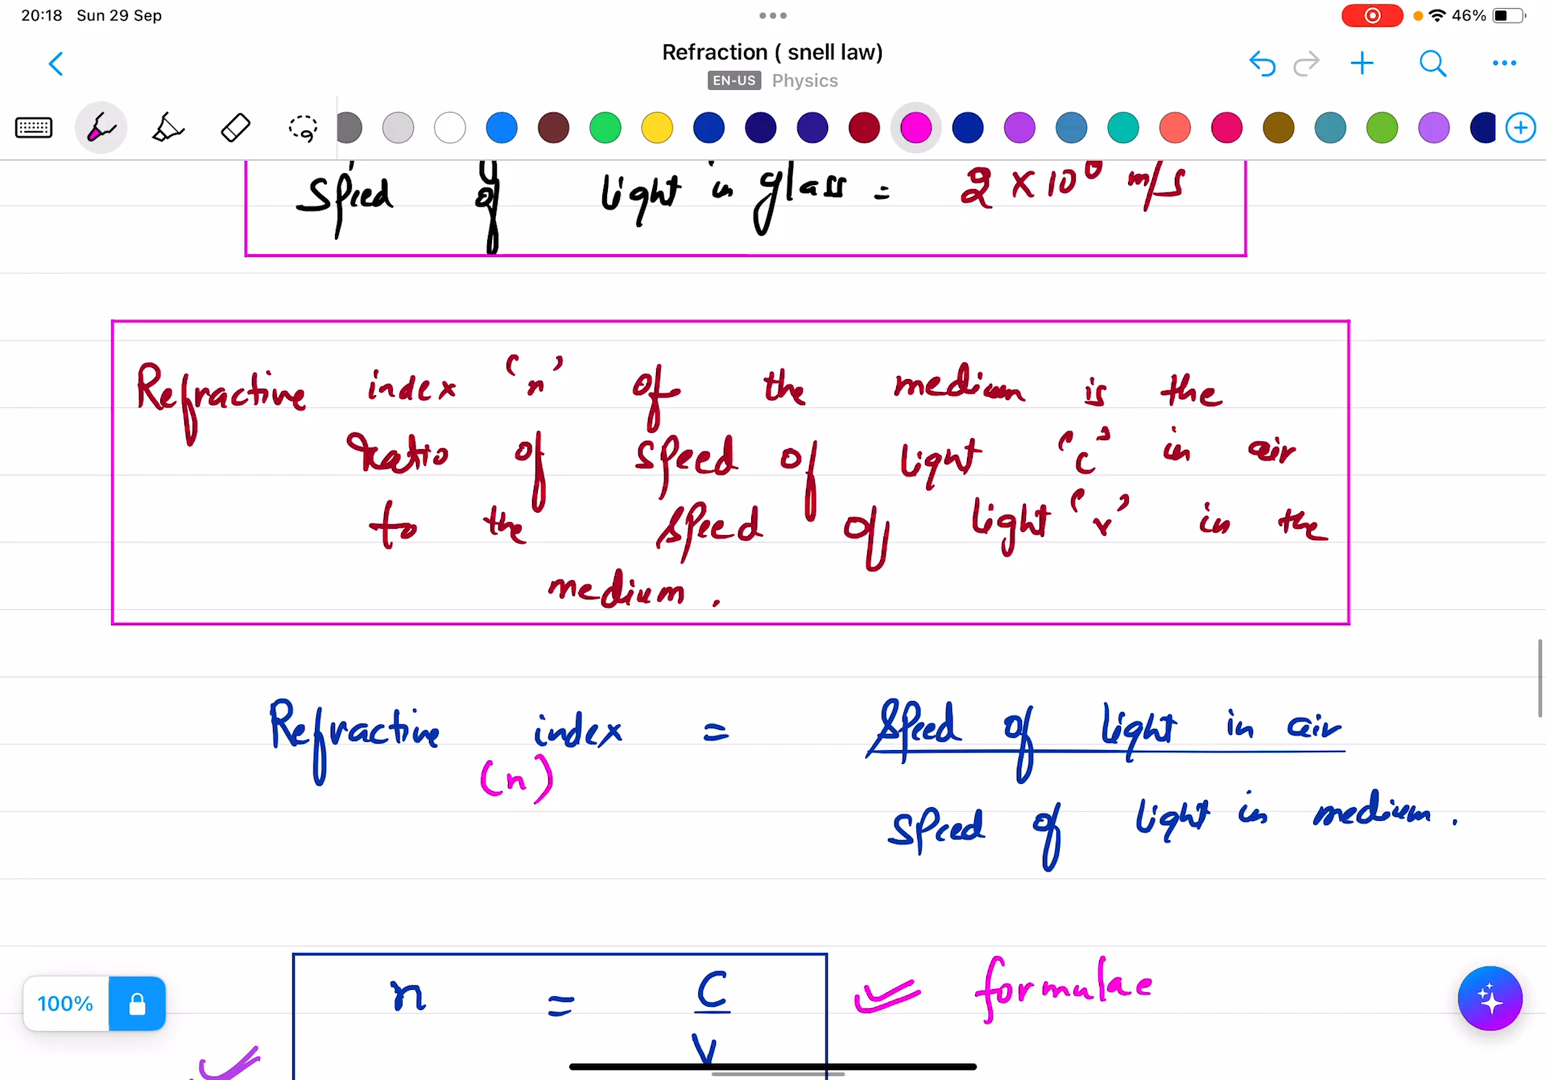 20:18 Sun 29 Sep
46%
Refraction ( snell law)
EN-US Physics
Speed of light in glass = 2 × 10⁸ m/s
Refractive index 'n' of the medium is the
ratio of speed of light 'c' in air
to the speed of light 'v' in the
medium.
Refractive index = Speed of light in air
(n)
speed of light in medium.
n = C
V
formulae
100%